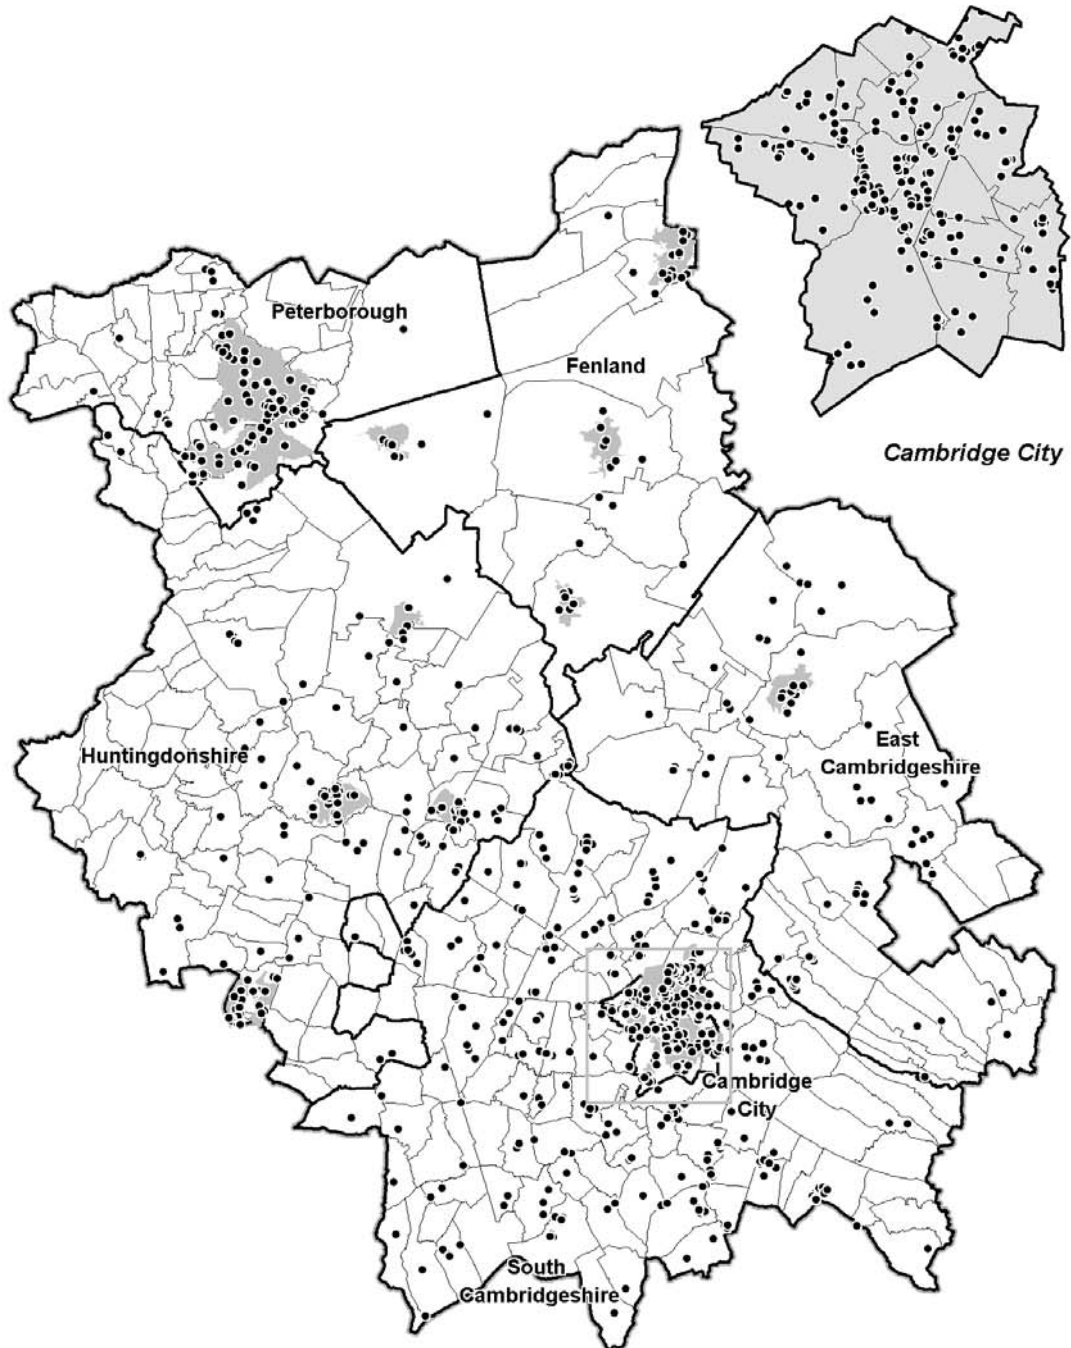 Peterborough
Fenland
Cambridge City
Huntingdonshire
East
Cambridgeshire
Cambridge
City
South
Cambridgeshire